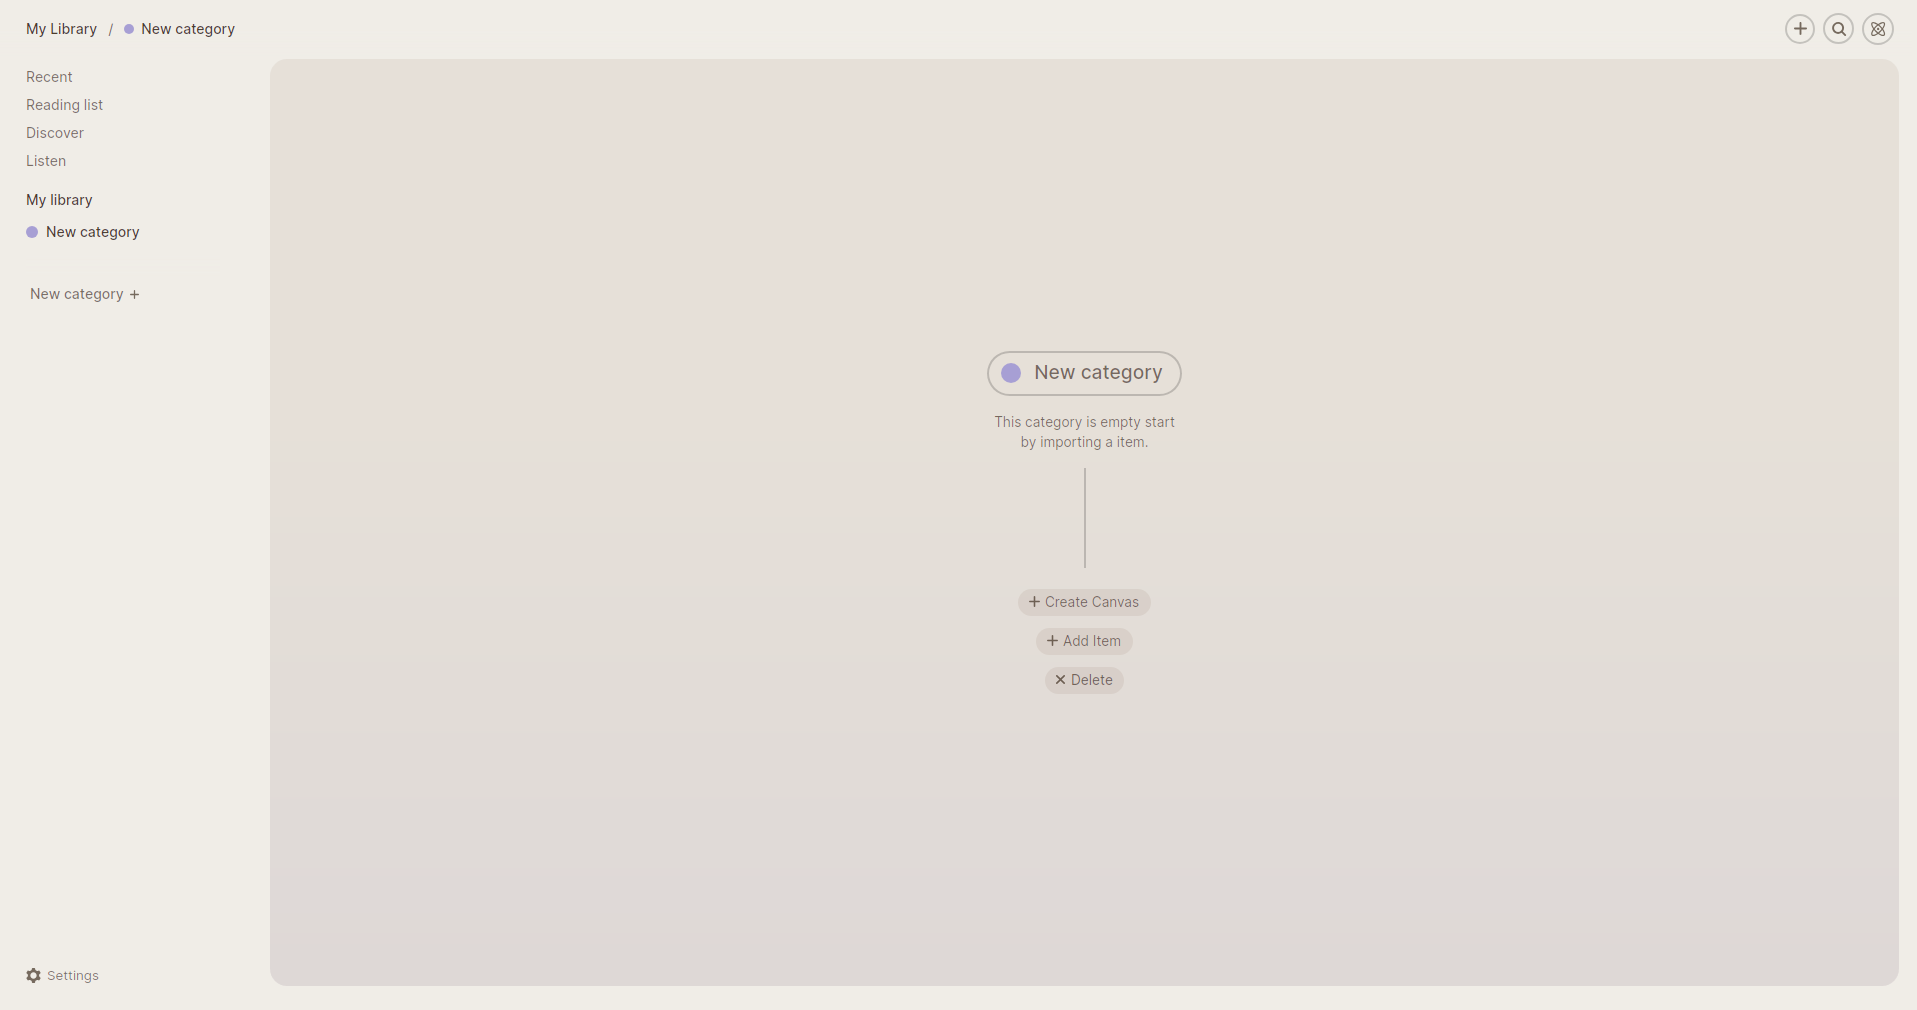 My Library / New category
Recent
Reading list
Discover
Listen
My library
New category
New category +
Settings
New category
This category is empty start
by importing a item.
+ Create Canvas
+ Add Item
× Delete